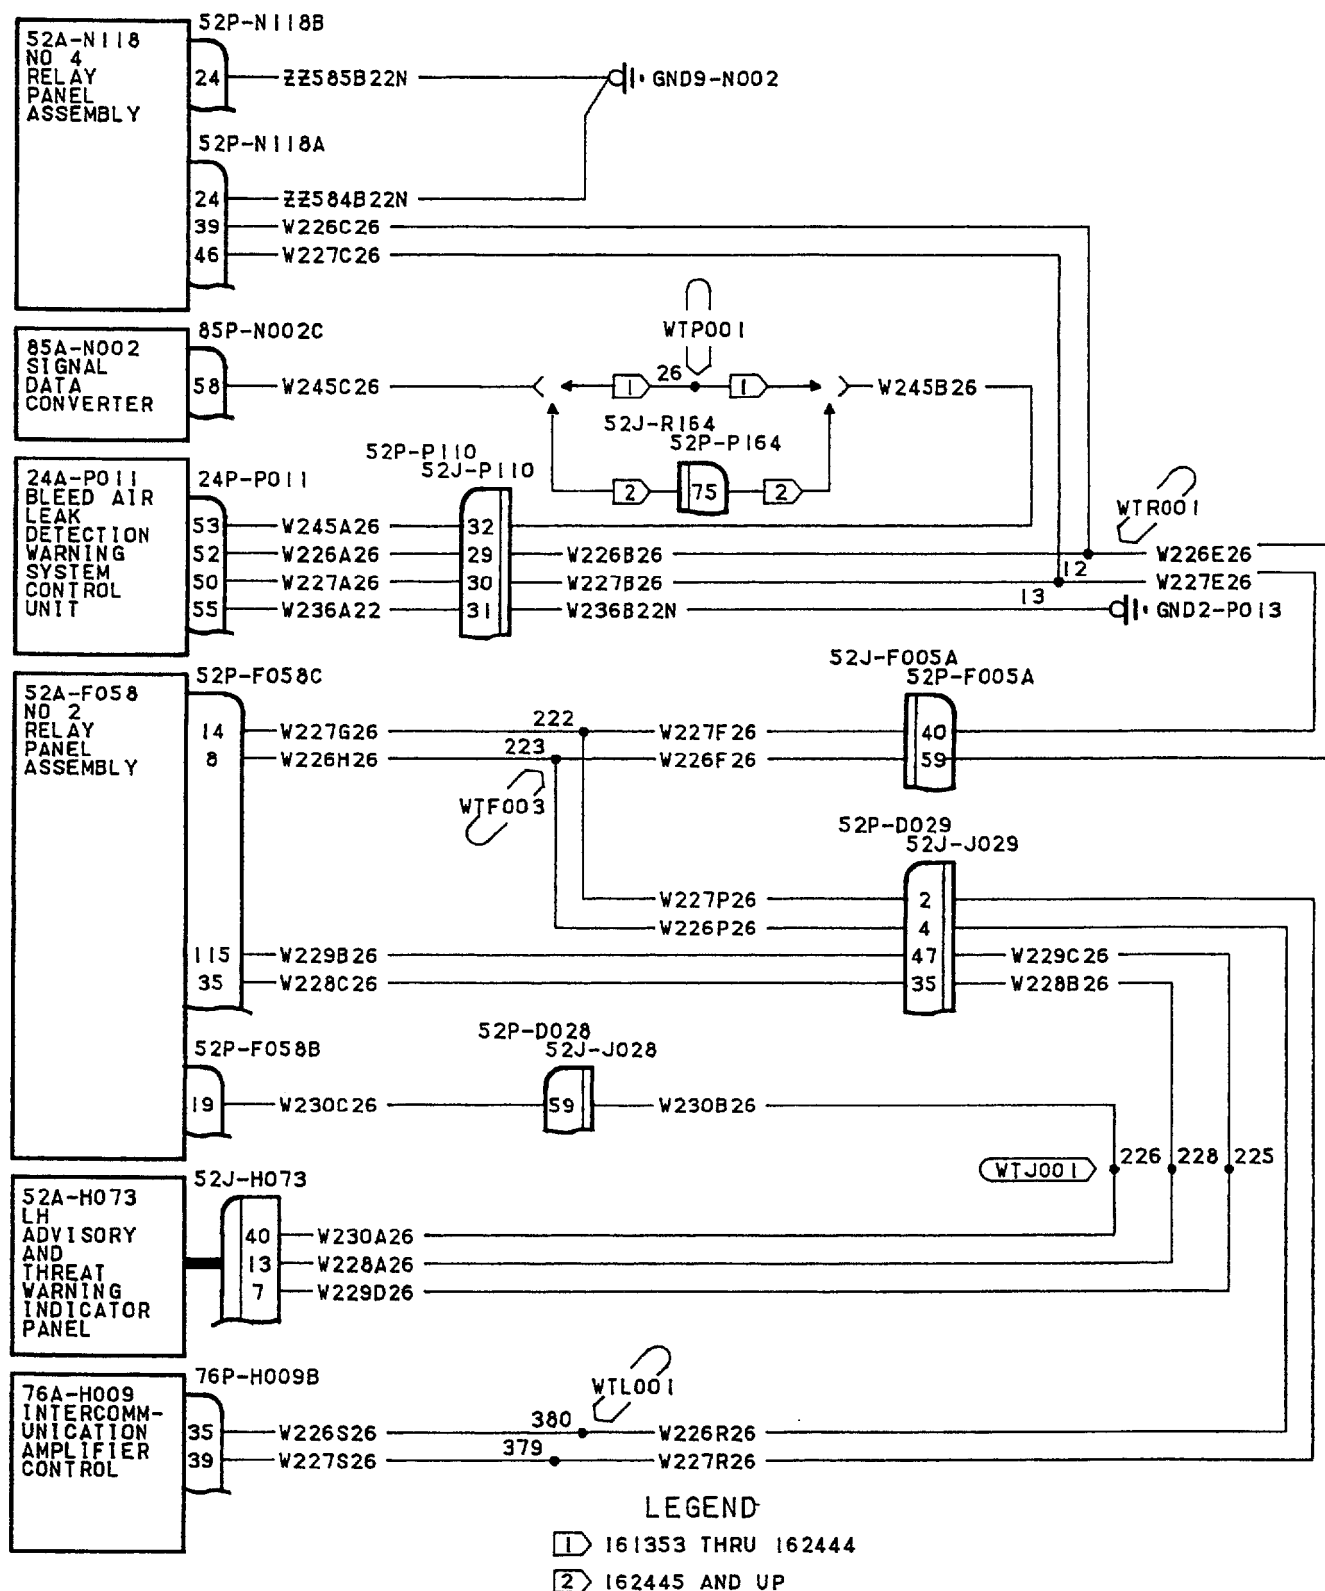 52P-N118B
52A-N118
NO 4
RELAY
PANEL
ASSEMBLY
24
ZZ585B22N
GND9-N002
52P-N118A
24
ZZ584B22N
39
W226C26
46
W227C26
WTP001
85P-N002C
85A-N002
SIGNAL
DATA
CONVERTER
58
W245C26
1
26
1
W245B26
52J-R164
52P-P164
2
75
2
52P-P110
52J-P110
24P-P011
24A-P011
BLEED AIR
LEAK
DETECTION
WARNING
SYSTEM
CONTROL
UNIT
WTR001
53
W245A26
32
52
W226A26
29
W226B26
12
W226E26
50
W227A26
30
W227B26
13
W227E26
55
W236A22
31
W236B22N
GND2-P013
52J-F005A
52P-F005A
52P-F058C
52A-F058
NO 2
RELAY
PANEL
ASSEMBLY
14
W227G26
222
W227F26
40
8
W226H26
223
W226F26
59
WTF003
52P-D029
52J-J029
W227P26
2
W226P26
4
115
W229B26
47
W229C26
35
W228C26
35
W228B26
52P-D028
52J-J028
52P-F058B
19
W230C26
59
W230B26
WTJ001
226
228
225
52J-H073
52A-H073
LH
ADVISORY
AND
THREAT
WARNING
INDICATOR
PANEL
40
W230A26
13
W228A26
7
W229D26
WTL001
76P-H009B
76A-H009
INTERCOMM-
UNICATION
AMPLIFIER
CONTROL
35
W226S26
380
W226R26
39
W227S26
379
W227R26
LEGEND
1 161353 THRU 162444
2 162445 AND UP